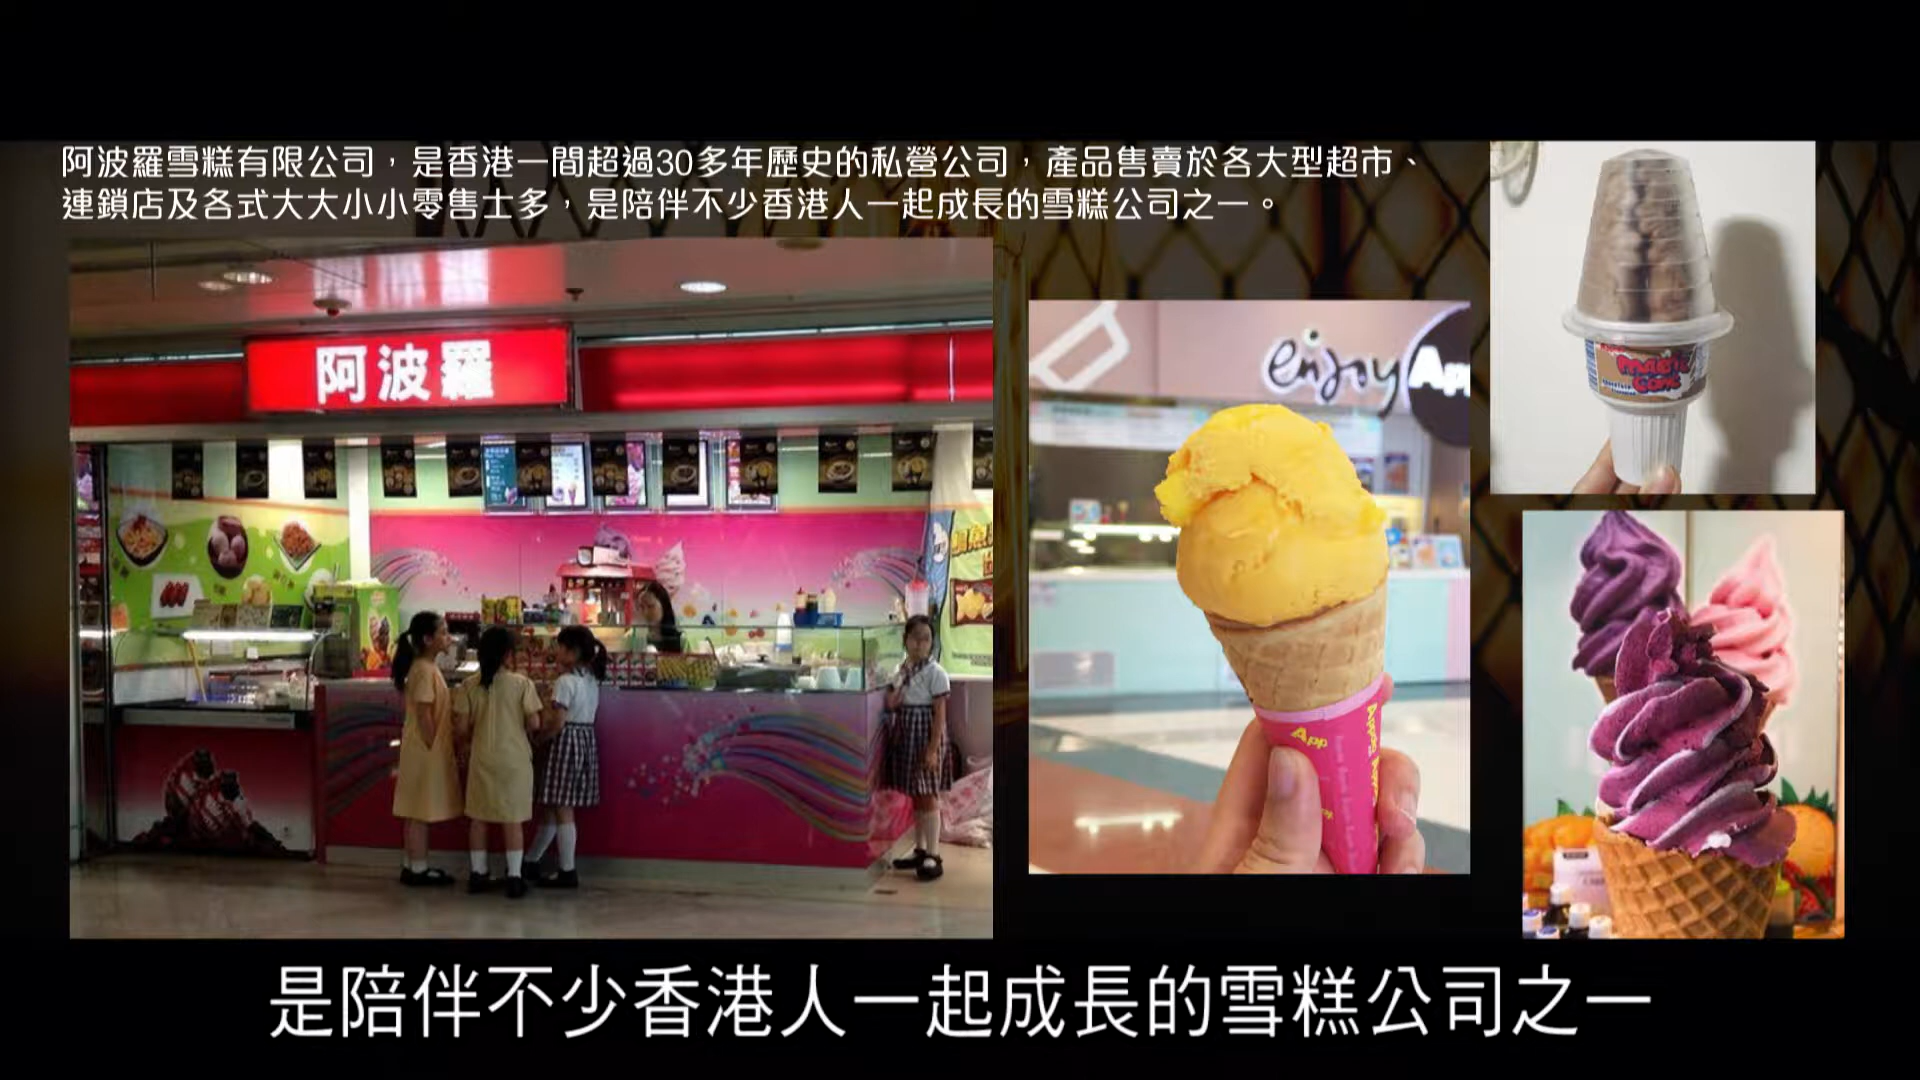 阿波羅雪糕有限公司，是香港一間超過30多年歷史的私營公司，產品售賣於各大型超市、
連鎖店及各式大大小小零售士多，是陪伴不少香港人一起成長的雪糕公司之一。
阿波羅
enjoy App
App
是陪伴不少香港人一起成長的雪糕公司之一